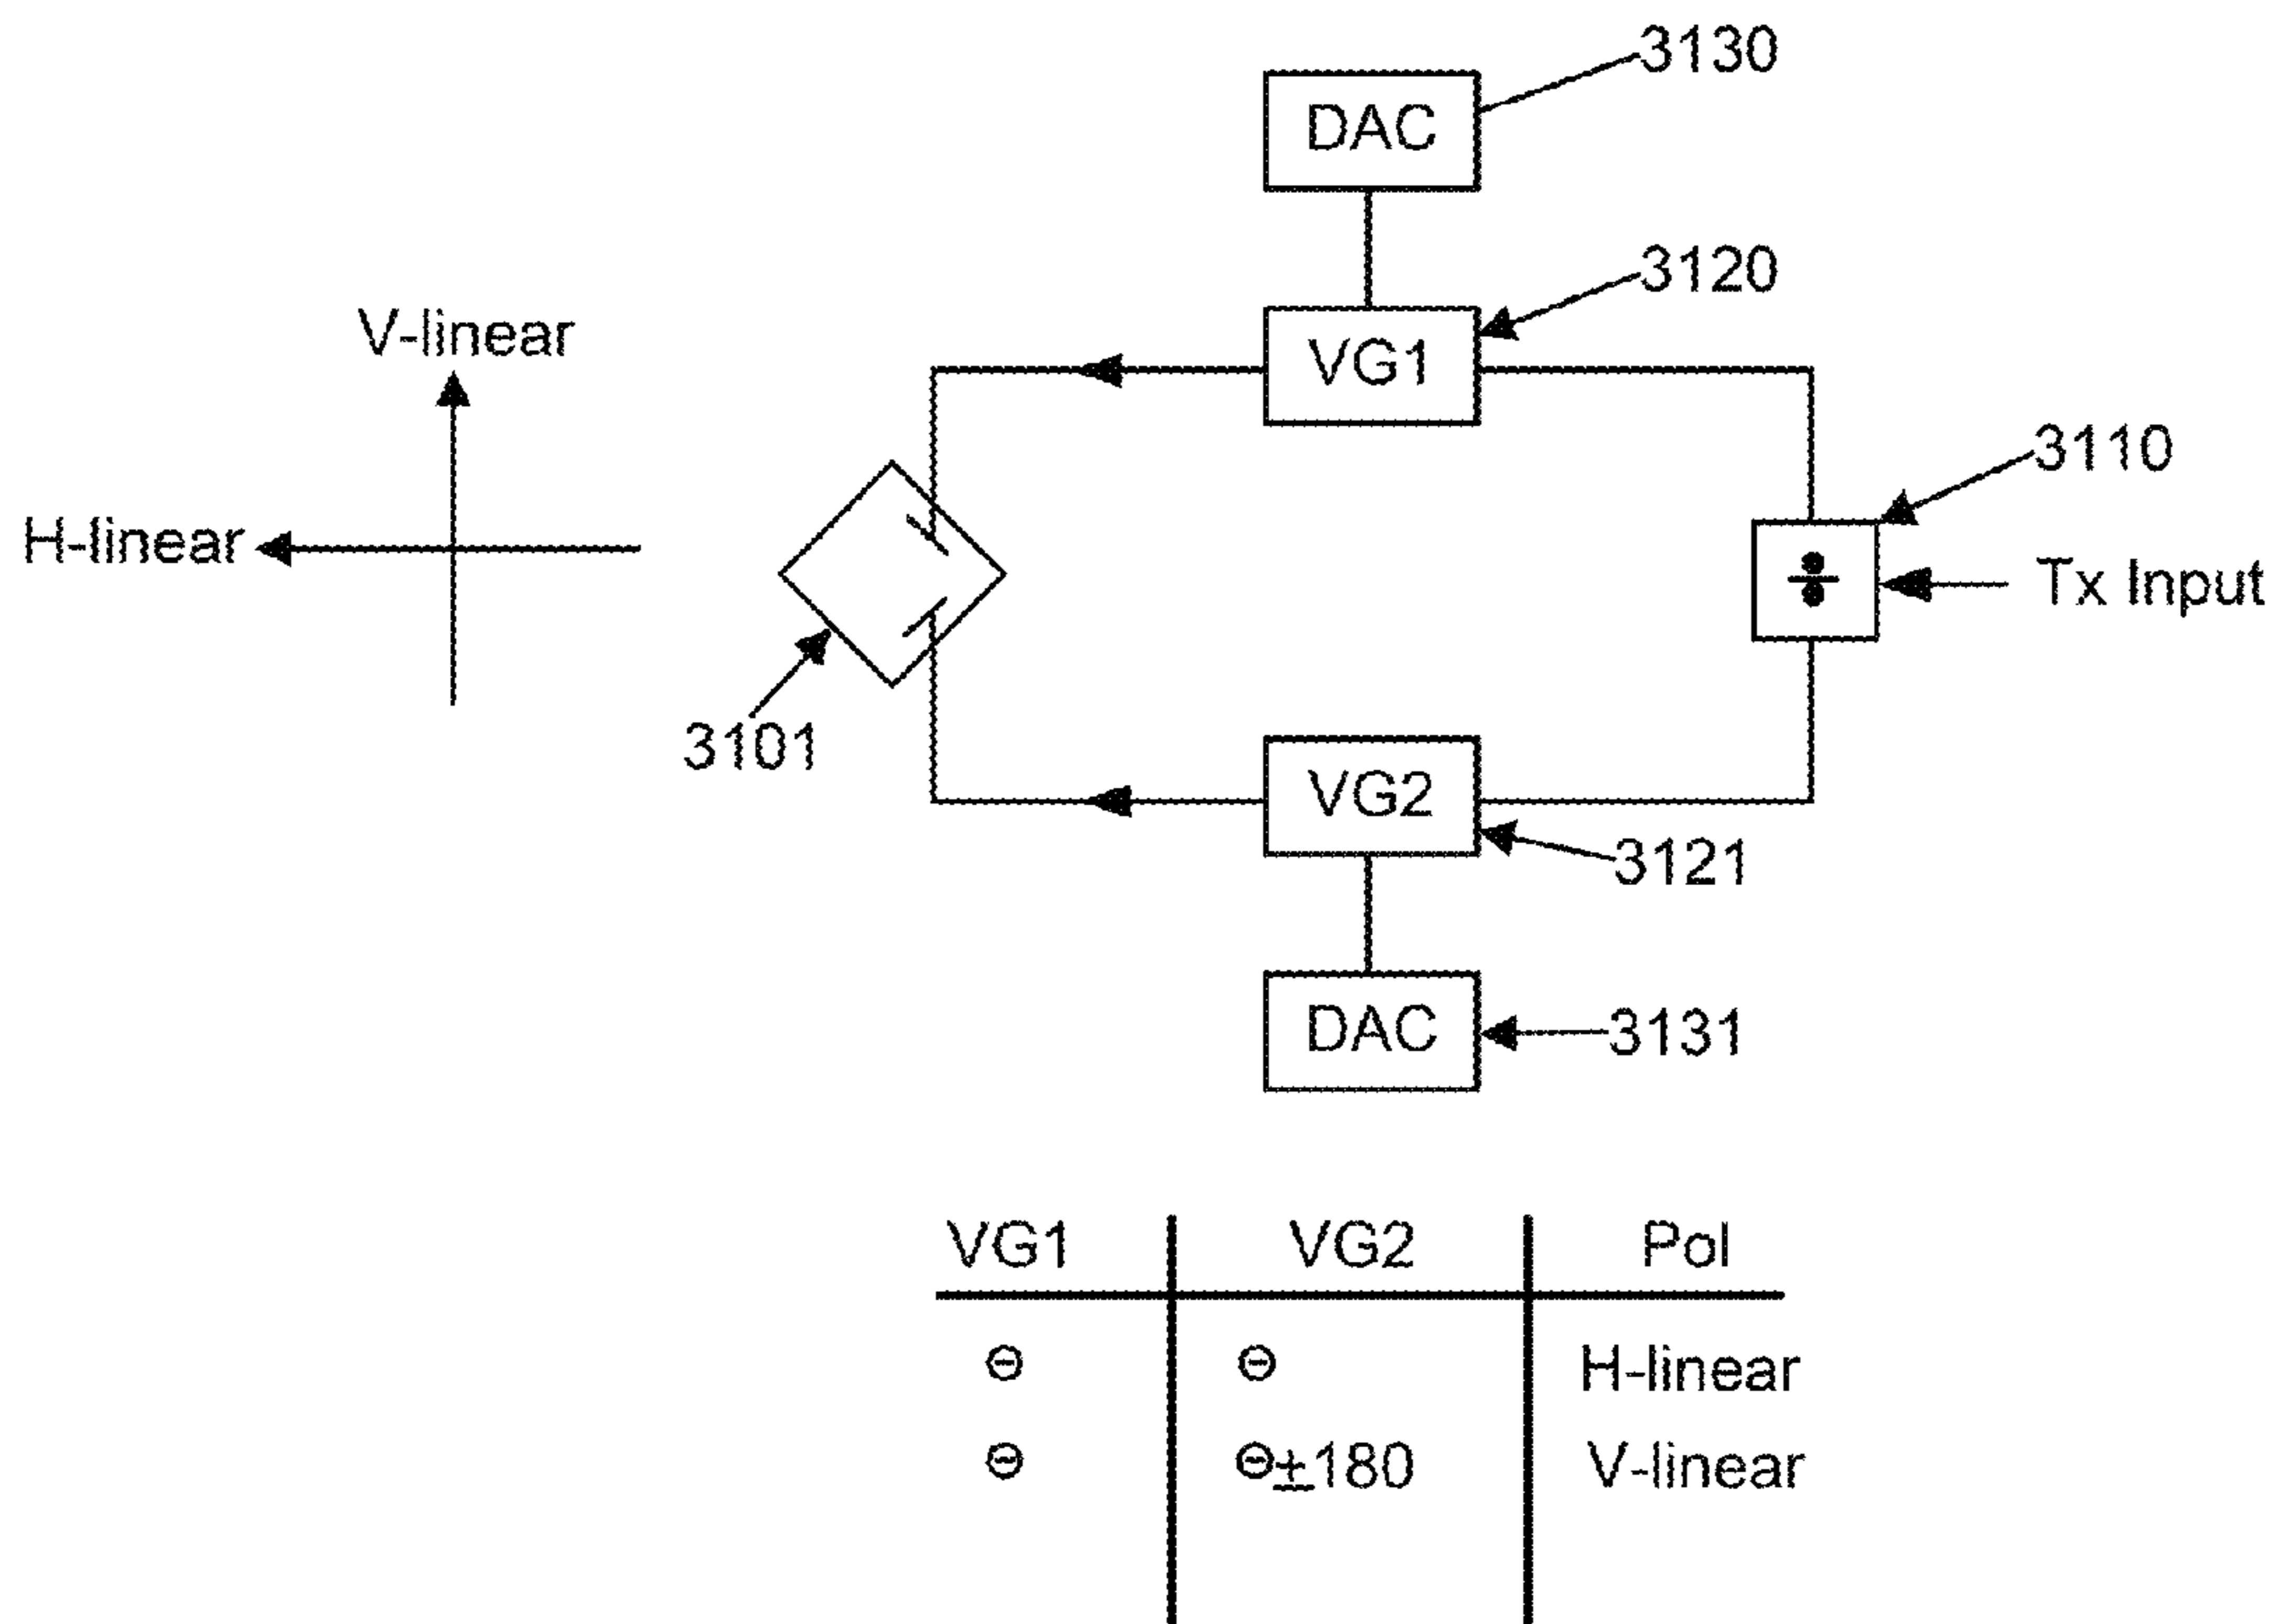 3130
DAC
3120
V-linear
VG1
3110
H-linear
÷
Tx Input
3101
VG2
3121
DAC
3131
VG1 VG2 Pol
Θ Θ H-linear
Θ Θ±180 V-linear